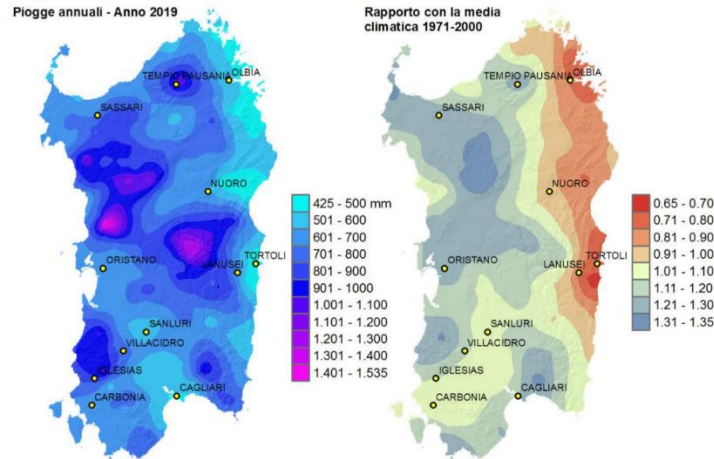 Piogge annuali - Anno 2019
TEMPIO PAUSANIA
OLBIA
SASSARI
NUORO
ORISTANO
LANUSEI
TORTOLI
SANLURI
VILLACIDRO
IGLESIAS
CARBONIA
CAGLIARI
425 - 500 mm
501 - 600
601 - 700
701 - 800
801 - 900
901 - 1000
1.001 - 1.100
1.101 - 1.200
1.201 - 1.300
1.301 - 1.400
1.401 - 1.535
Rapporto con la media
climatica 1971-2000
TEMPIO PAUSANIA
OLBIA
SASSARI
NUORO
ORISTANO
LANUSEI
TORTOLI
SANLURI
VILLACIDRO
IGLESIAS
CARBONIA
CAGLIARI
0.65 - 0.70
0.71 - 0.80
0.81 - 0.90
0.91 - 1.00
1.01 - 1.10
1.11 - 1.20
1.21 - 1.30
1.31 - 1.35